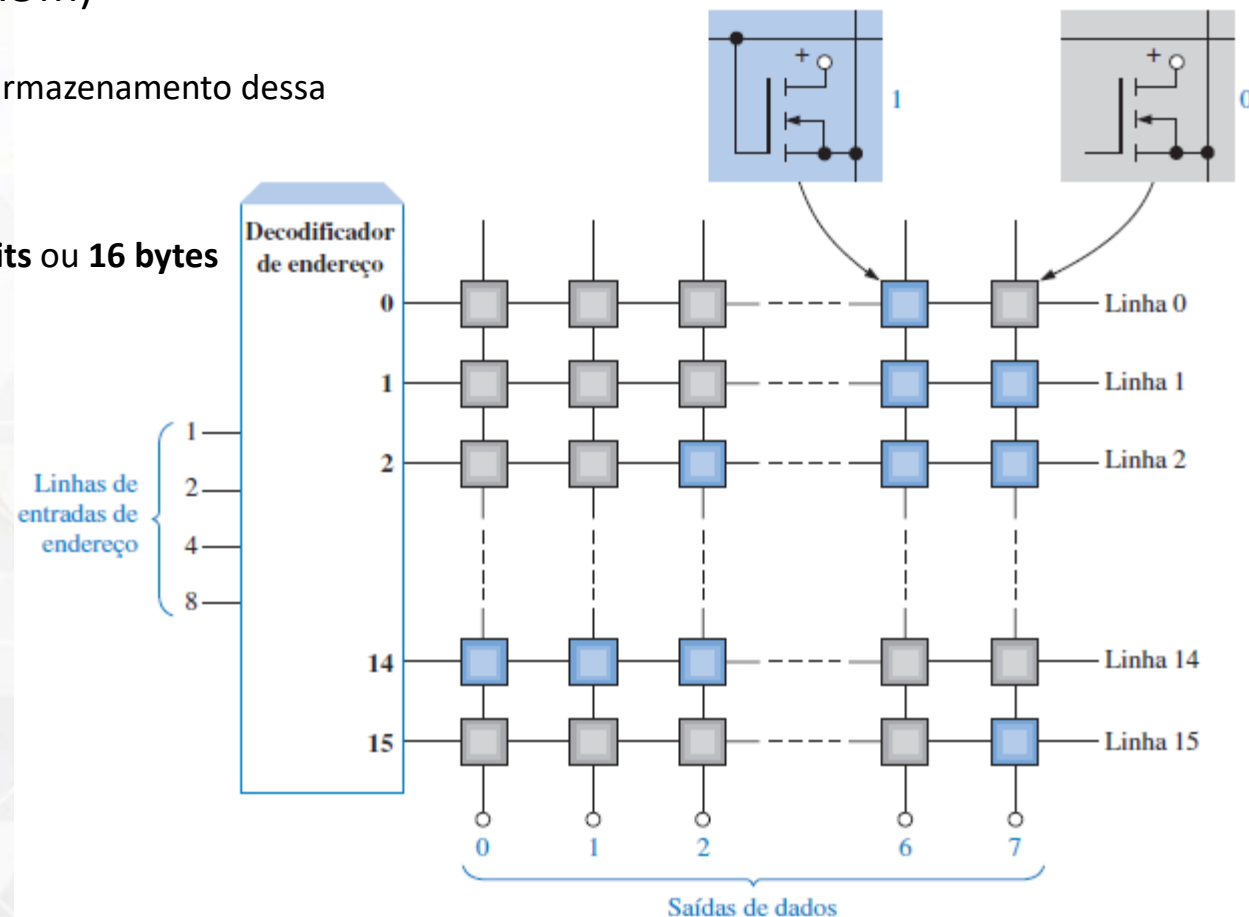 rmazenamento dessa
its ou 16 bytes
+
1
+
0
Decodificador
de endereço
0
Linha 0
1
Linha 1
2
Linha 2
Linhas de
entradas de
endereço
1
2
4
8
14
Linha 14
15
Linha 15
0 1 2 6 7
Saídas de dados